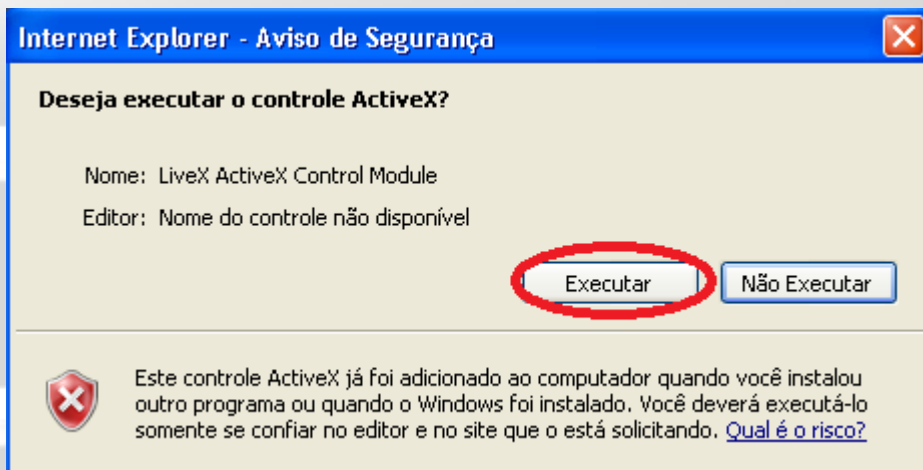 Internet Explorer - Aviso de Segurança
Deseja executar o controle ActiveX?
Nome: LiveX ActiveX Control Module
Editor: Nome do controle não disponível
Executar Não Executar
Este controle ActiveX já foi adicionado ao computador quando você instalou
outro programa ou quando o Windows foi instalado. Você deverá executá-lo
somente se confiar no editor e no site que o está solicitando. Qual é o risco?